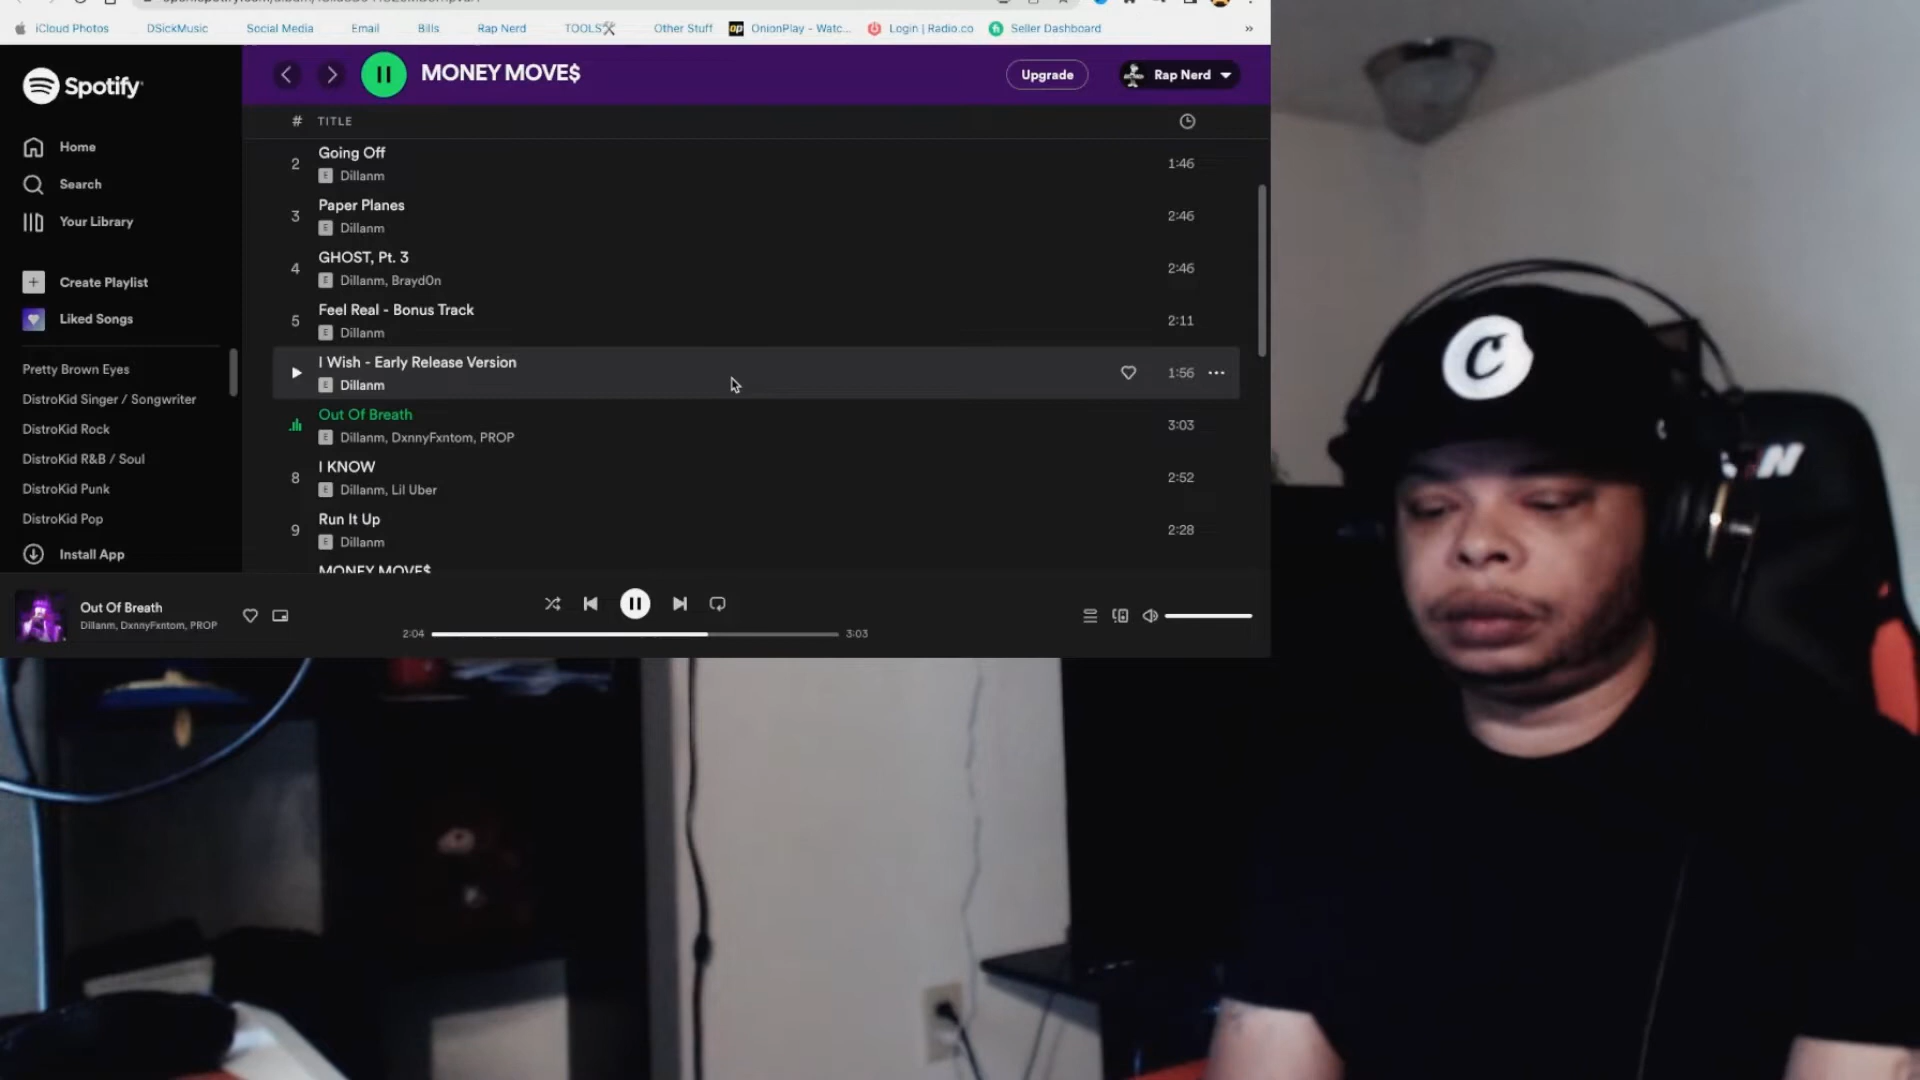 iCloud Photos DSickMusic Social Media Email Bills Rap Nerd TOOLS🛠 Other Stuff OnionPlay - Watc... Login | Radio.co Seller Dashboard »
Spotify
MONEY MOVE$
Upgrade
Rap Nerd
Home
Search
Your Library
Create Playlist
Liked Songs
Pretty Brown Eyes
DistroKid Singer / Songwriter
DistroKid Rock
DistroKid R&B / Soul
DistroKid Punk
DistroKid Pop
Install App
# TITLE
2 Going Off 1:46
E Dillanm
3 Paper Planes 2:46
E Dillanm
4 GHOST, Pt. 3 2:46
E Dillanm, Brayd0n
5 Feel Real - Bonus Track 2:11
E Dillanm
I Wish - Early Release Version 1:56
E Dillanm
Out Of Breath 3:03
E Dillanm, DxnnyFxntom, PROP
8 I KNOW 2:52
E Dillanm, Lil Uber
9 Run It Up 2:28
E Dillanm
MONEY MOVE$
Out Of Breath
Dillanm, DxnnyFxntom, PROP
2:04 3:03
C